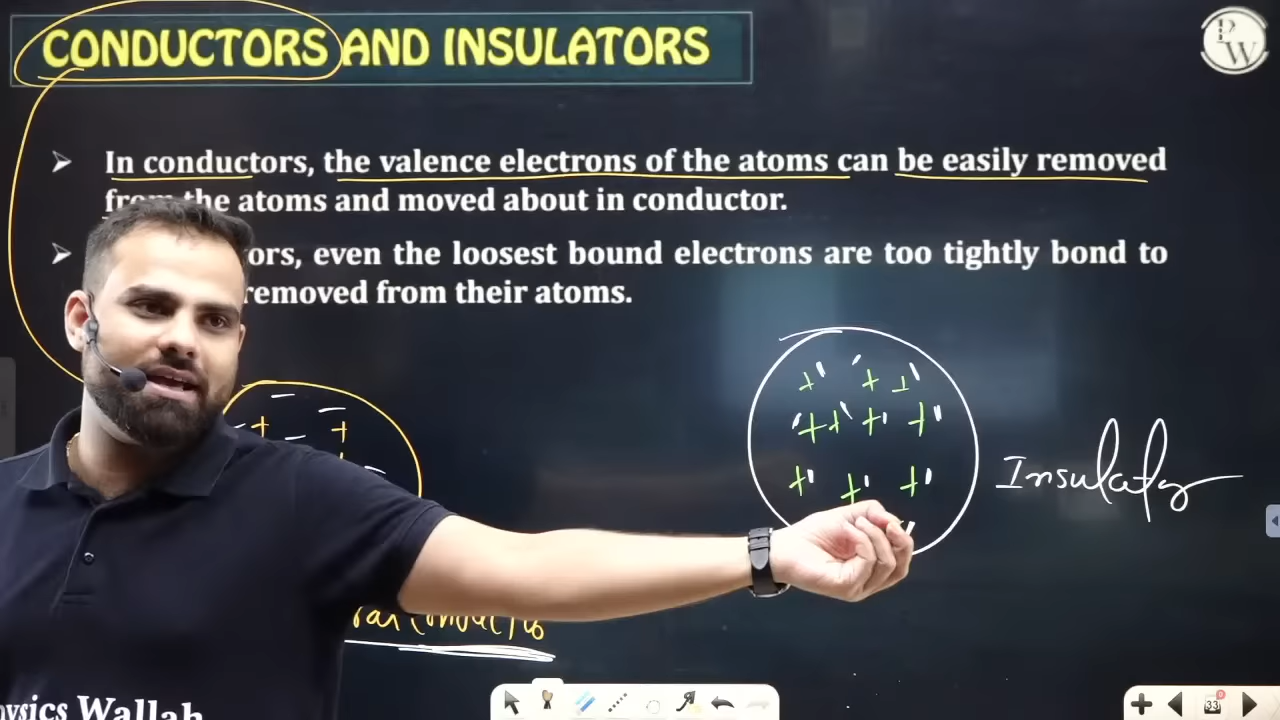 CONDUCTORS AND INSULATORS
PW
In conductors, the valence electrons of the atoms can be easily removed
from the atoms and moved about in conductor.
even the loosest bound electrons are too tightly bond to
removed from their atoms.
Insulator
33
Wallah